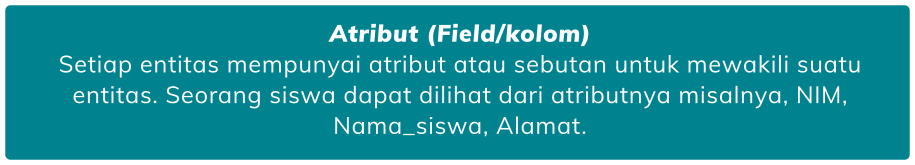 Atribut (Field/kolom)
Setiap entitas mempunyai atribut atau sebutan untuk mewakili suatu
entitas. Seorang siswa dapat dilihat dari atributnya misalnya, NIM,
Nama_siswa, Alamat.